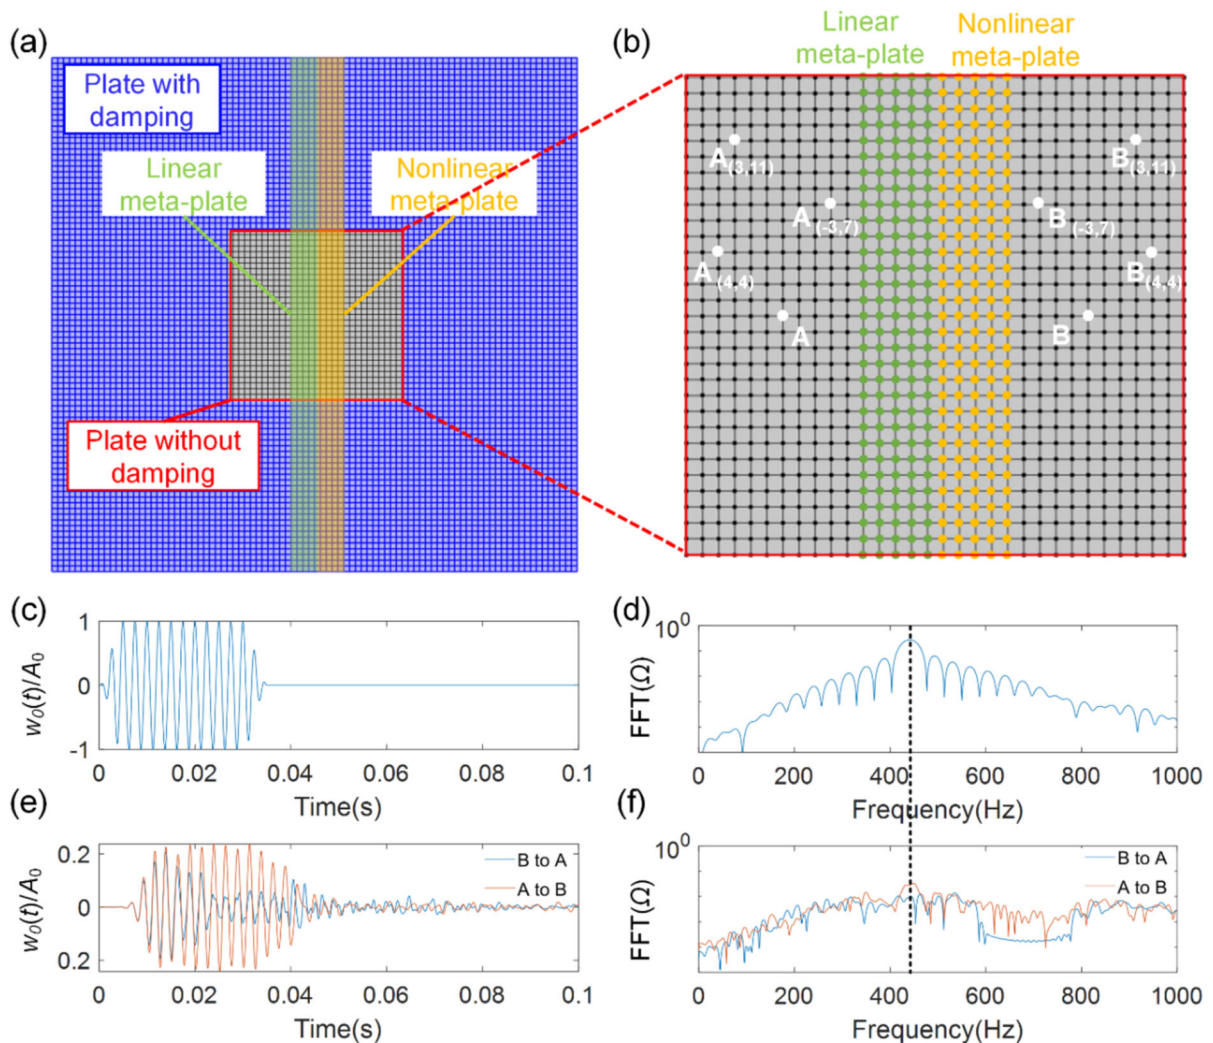 (a)
Plate with
damping
Linear
meta-plate
Nonlinear
meta-plate
Plate without
damping
(b)
Linear
meta-plate
Nonlinear
meta-plate
A(3,11)
B(3,11)
A(-3,7)
B(-3,7)
A(4,4)
B(4,4)
A
B
(c)
w0(t)/A0
1
0
-1
0 0.02 0.04 0.06 0.08 0.1
Time(s)
(d)
FFT(Ω)
10^0
0 200 400 600 800 1000
Frequency(Hz)
(e)
w0(t)/A0
0.2
0
0.2
B to A
A to B
0 0.02 0.04 0.06 0.08 0.1
Time(s)
(f)
FFT(Ω)
10^0
B to A
A to B
0 200 400 600 800 1000
Frequency(Hz)